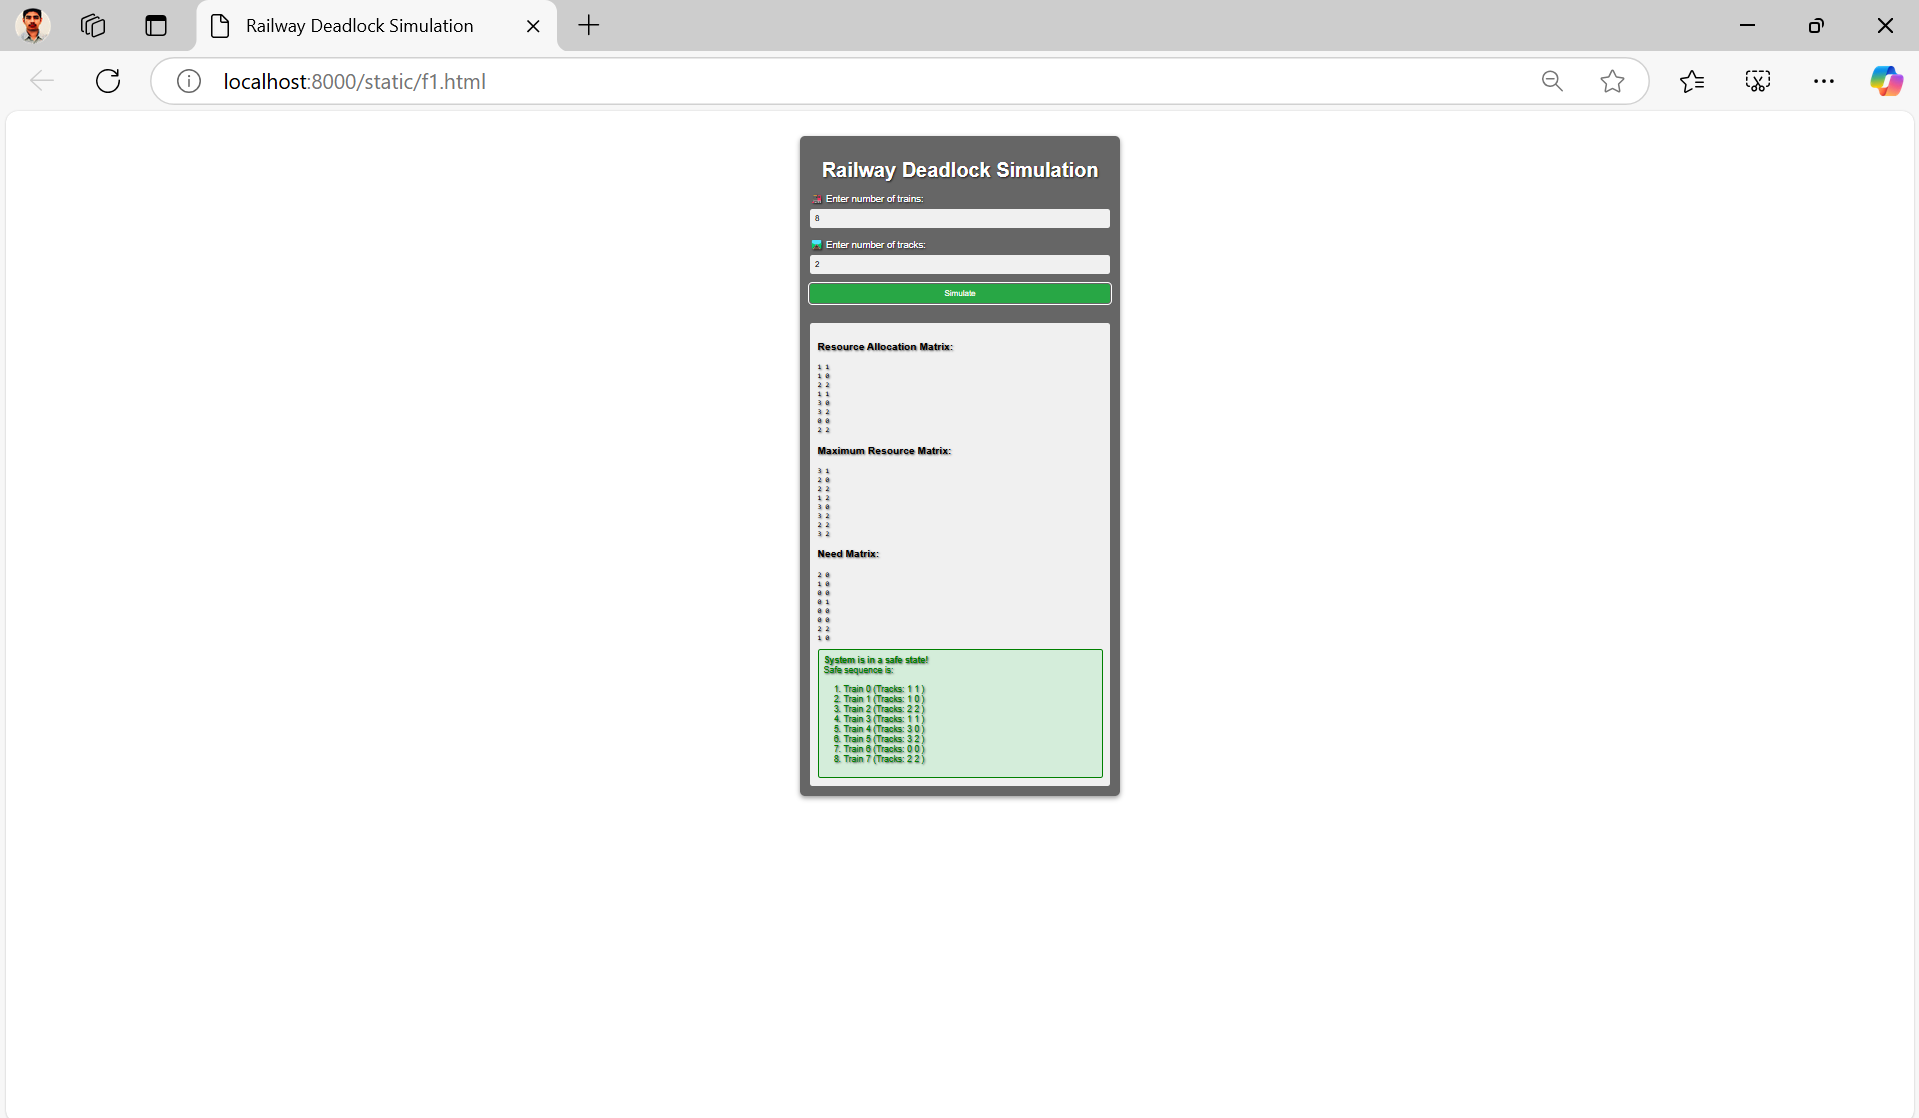 Railway Deadlock Simulation
localhost:8000/static/f1.html
Railway Deadlock Simulation
Enter number of trains:
8
Enter number of tracks:
2
Simulate
Resource Allocation Matrix:
1 1
1 0
2 2
1 1
3 0
3 2
0 0
2 2
Maximum Resource Matrix:
3 1
2 0
2 2
1 2
3 0
3 2
2 2
3 2
Need Matrix:
2 0
1 0
0 0
0 1
0 0
0 0
2 2
1 0
System is in a safe state!
Safe sequence is:
1. Train 0 (Tracks: 1 1 )
2. Train 1 (Tracks: 1 0 )
3. Train 2 (Tracks: 2 2 )
4. Train 3 (Tracks: 1 1 )
5. Train 4 (Tracks: 3 0 )
6. Train 5 (Tracks: 3 2 )
7. Train 6 (Tracks: 0 0 )
8. Train 7 (Tracks: 2 2 )